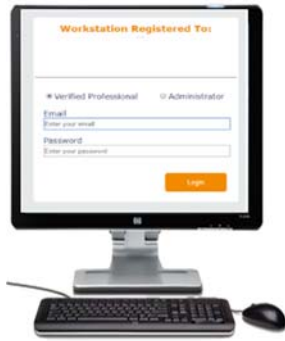 Workstation Registered To:
Verified Professional Administrator
Email
Enter your email
Password
Enter your password
Login